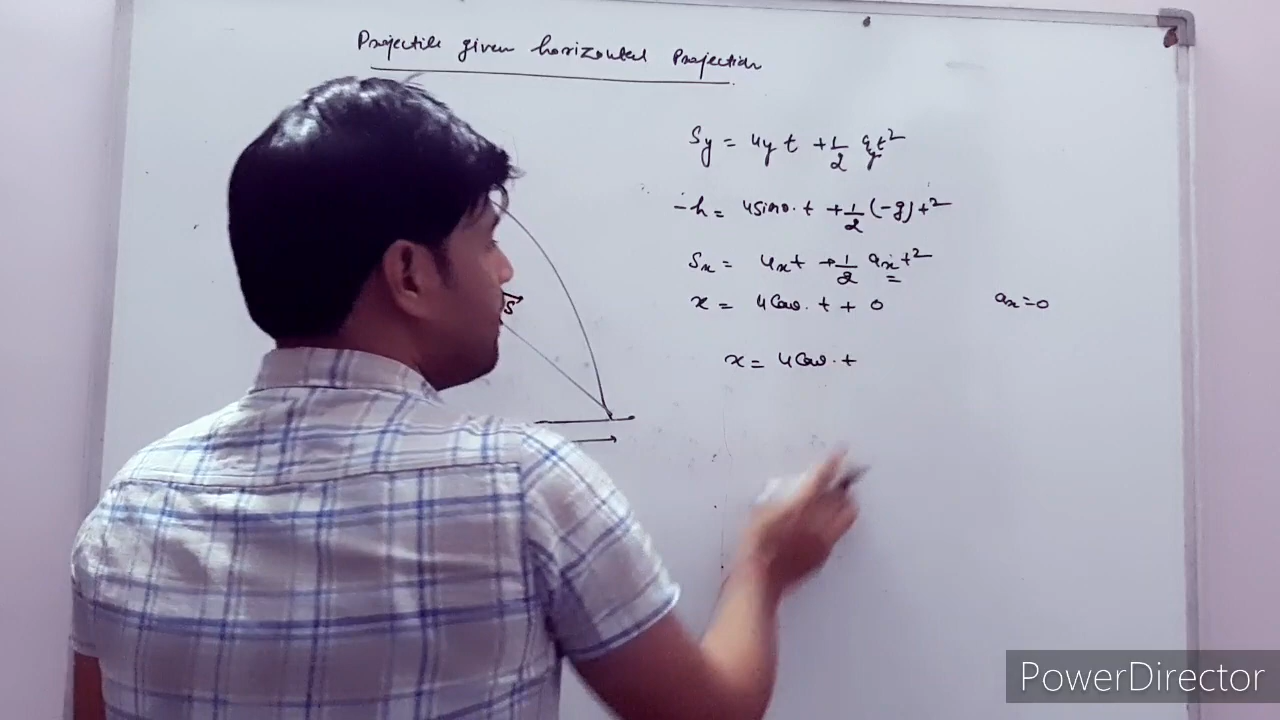 Projectile given horizontal Projection
Sy = uy t + 1/2 ay t²
-h = u sinθ. t + 1/2 (-g) t²
Sx = ux t + 1/2 ax t²
x = u cosθ. t + 0
ax = 0
S
x = u cosθ. t
PowerDirector